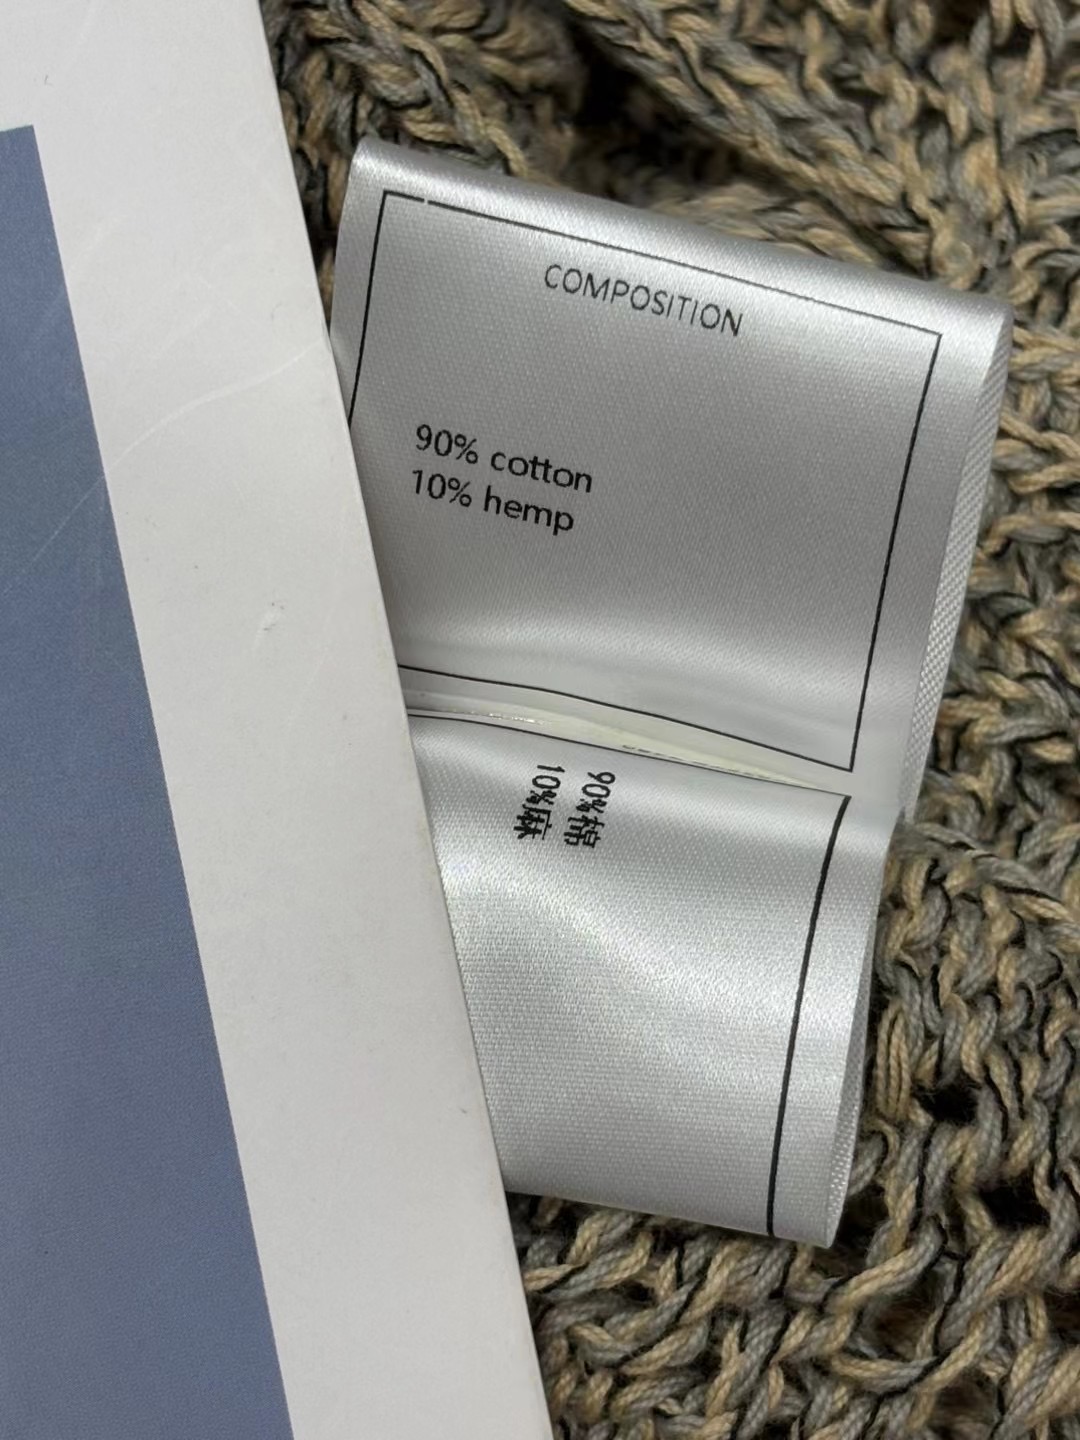 COMPOSITION
90% cotton
10% hemp
90%棉
10%麻